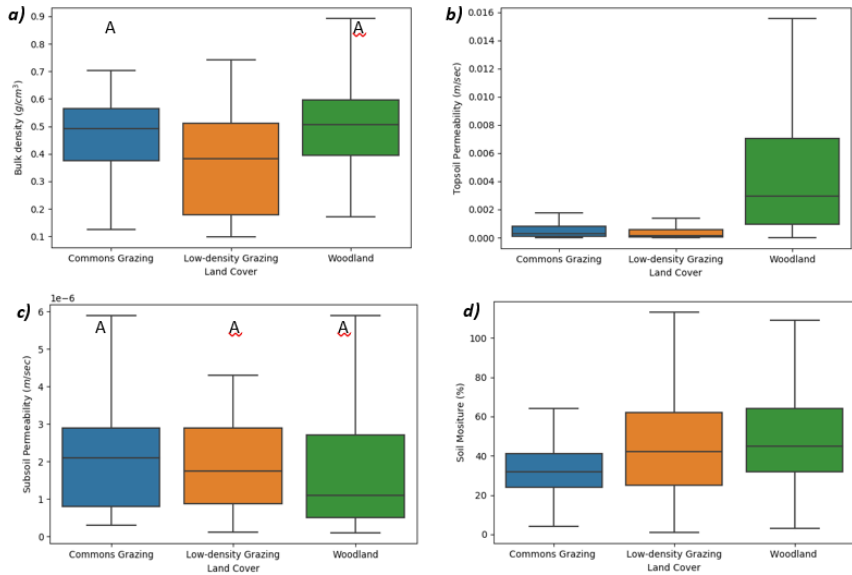 a)
A
A
0.9
0.8
0.7
0.6
0.5
0.4
0.3
0.2
0.1
Bulk density (g/cm³)
Commons Grazing Low-density Grazing Woodland
Land Cover
b)
0.016
0.014
0.012
0.010
0.008
0.006
0.004
0.002
0.000
Topsoil Permeability (m/sec)
Commons Grazing Low-density Grazing Woodland
Land Cover
c)
1e−6
A
A
A
6
5
4
3
2
1
0
Subsoil Permeability (m/sec)
Commons Grazing Low-density Grazing Woodland
Land Cover
d)
100
80
60
40
20
0
Soil Mositure (%)
Commons Grazing Low-density Grazing Woodland
Land Cover